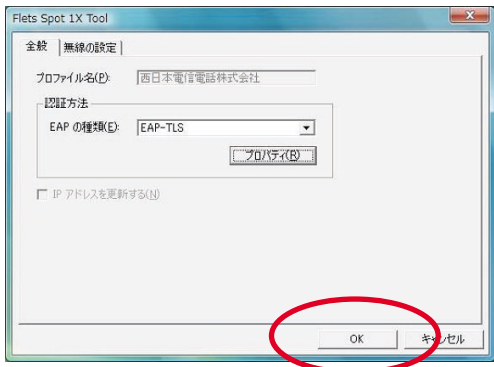 Flets Spot 1X Tool
全般 無線の設定
プロファイル名(P): 西日本電信電話株式会社
認証方法
EAP の種類(E): EAP-TLS
プロパティ(R)
IP アドレスを更新する(N)
OK キャンセル